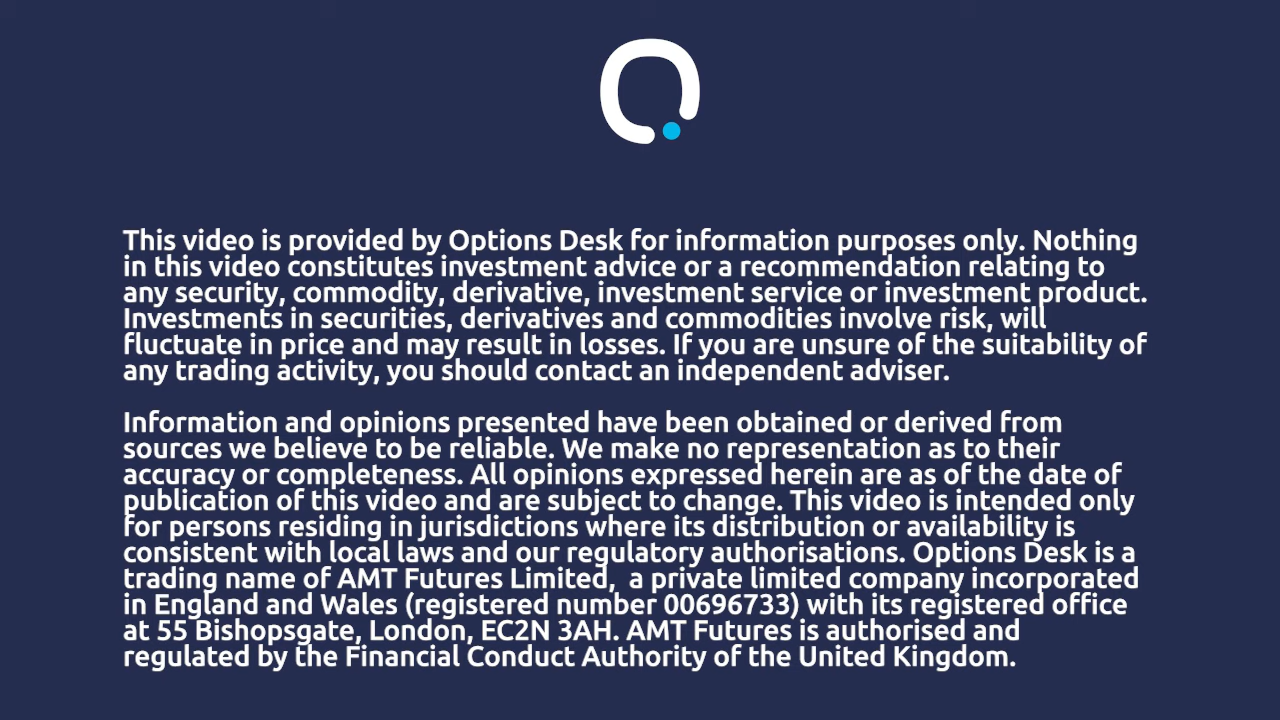 This video is provided by Options Desk for information purposes only. Nothing
in this video constitutes investment advice or a recommendation relating to
any security, commodity, derivative, investment service or investment product.
Investments in securities, derivatives and commodities involve risk, will
fluctuate in price and may result in losses. If you are unsure of the suitability of
any trading activity, you should contact an independent adviser.
Information and opinions presented have been obtained or derived from
sources we believe to be reliable. We make no representation as to their
accuracy or completeness. All opinions expressed herein are as of the date of
publication of this video and are subject to change. This video is intended only
for persons residing in jurisdictions where its distribution or availability is
consistent with local laws and our regulatory authorisations. Options Desk is a
trading name of AMT Futures Limited,  a private limited company incorporated
in England and Wales (registered number 00696733) with its registered office
at 55 Bishopsgate, London, EC2N 3AH. AMT Futures is authorised and
regulated by the Financial Conduct Authority of the United Kingdom.